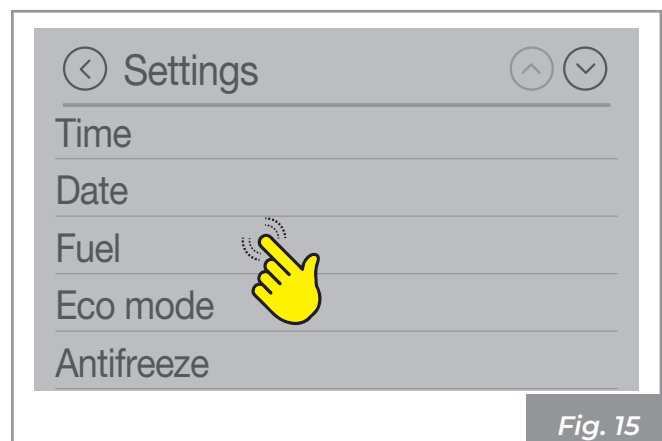 Settings
Time
Date
Fuel
Eco mode
Antifreeze
Fig. 15